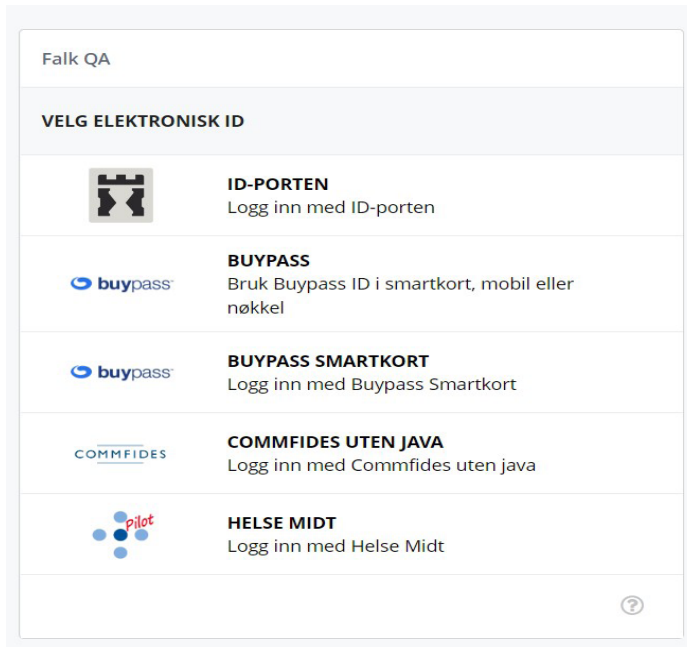 Falk QA
VELG ELEKTRONISK ID
ID-PORTEN
Logg inn med ID-porten
buypass
BUYPASS
Bruk Buypass ID i smartkort, mobil eller
nøkkel
buypass
BUYPASS SMARTKORT
Logg inn med Buypass Smartkort
COMMFIDES
COMMFIDES UTEN JAVA
Logg inn med Commfides uten java
Pilot
HELSE MIDT
Logg inn med Helse Midt
?